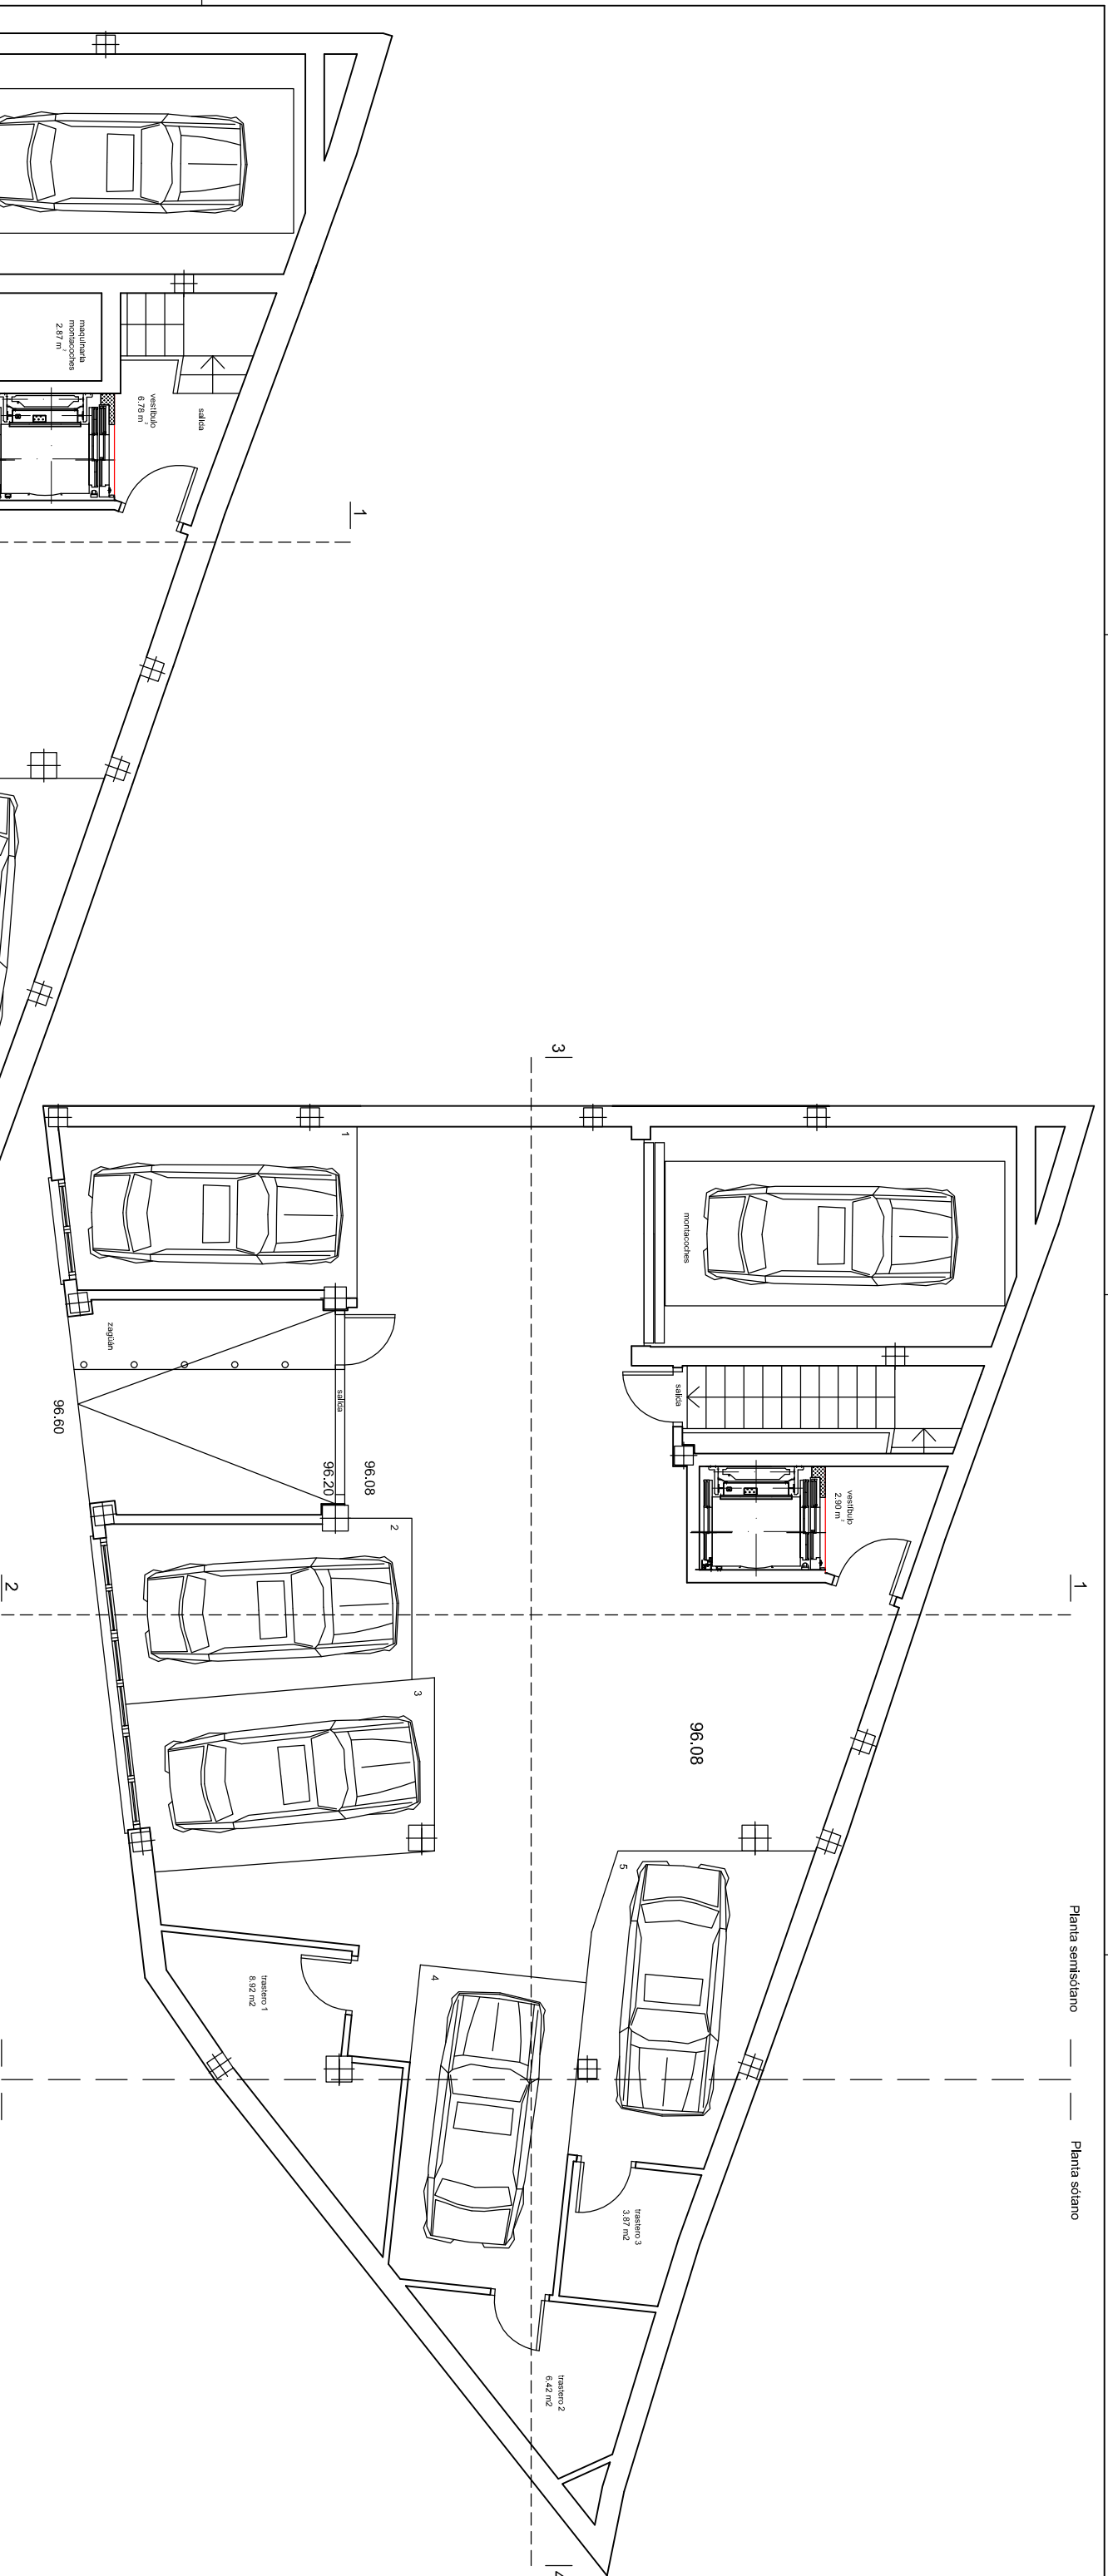 maquinaria
montacoches
2.87 m²
vestíbulo
6.78 m²
salida
1
3
1
montacoches
zagüán
salida
salida
96.60
96.20
96.08
vestíbulo
2.90 m²
2
2
1
3
96.08
5
4
trastero 1
8.92 m2
trastero 3
3.87 m2
trastero 2
6.42 m2
Planta semisótano
Planta sótano